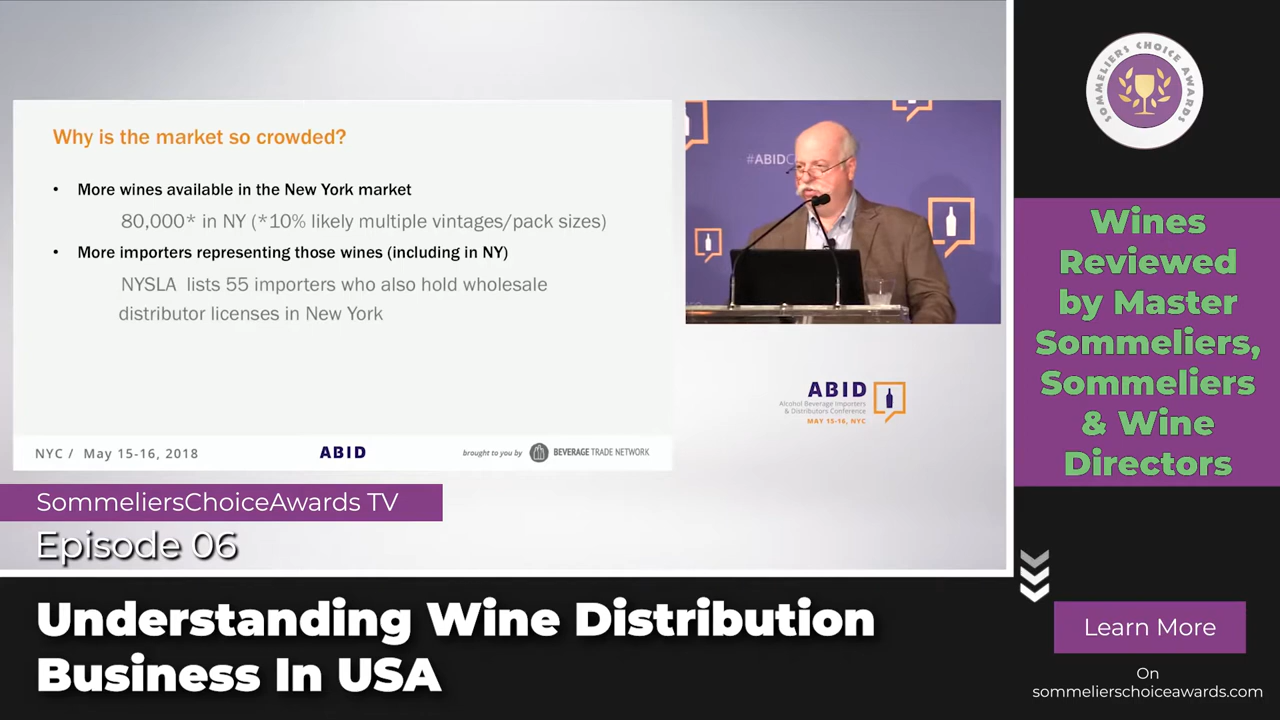 Why is the market so crowded?
• More wines available in the New York market
80,000* in NY (*10% likely multiple vintages/pack sizes)
• More importers representing those wines (including in NY)
NYSLA lists 55 importers who also hold wholesale
distributor licenses in New York
NYC / May 15-16, 2018
ABID
brought to you by
BEVERAGE TRADE NETWORK
#ABIDC
ABID
Alcohol Beverage Importers
& Distributors Conference
MAY 15-16, NYC
SommeliersChoiceAwards TV
Episode 06
Understanding Wine Distribution
Business In USA
SOMMELIERS CHOICE AWARDS
Wines
Reviewed
by Master
Sommeliers,
Sommeliers
& Wine
Directors
Learn More
On
sommelierschoiceawards.com